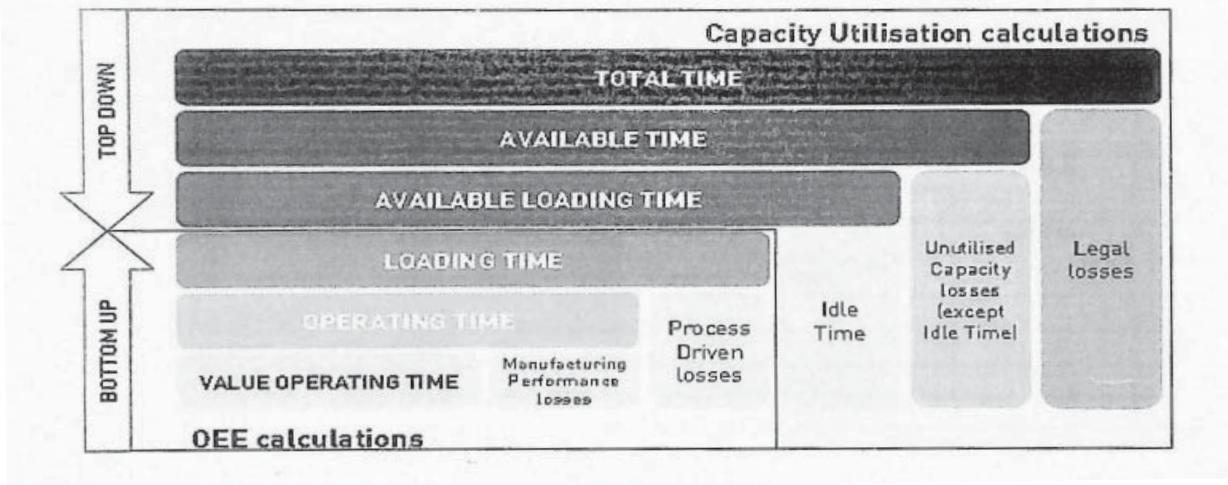 Capacity Utilisation calculations
TOP DOWN
TOTAL TIME
AVAILABLE TIME
AVAILABLE LOADING TIME
LOADING TIME
OPERATING TIME
VALUE OPERATING TIME
Manufacturing
Performance
losses
Process
Driven
losses
Idle
Time
Unutilised
Capacity
losses
(except
Idle Time)
Legal
losses
BOTTOM UP
OEE calculations